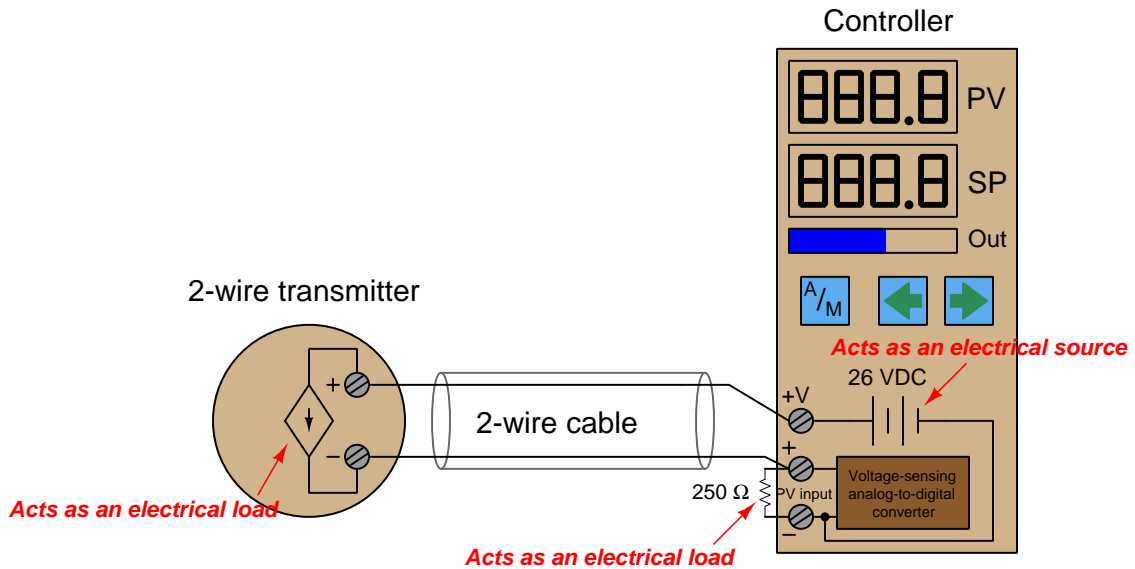 Controller
888.8 PV
888.8 SP
Out
A/M
2-wire transmitter
Acts as an electrical source
26 VDC
+V
+
2-wire cable
+
−
Voltage-sensing
analog-to-digital
converter
250 Ω
PV input
−
Acts as an electrical load
Acts as an electrical load